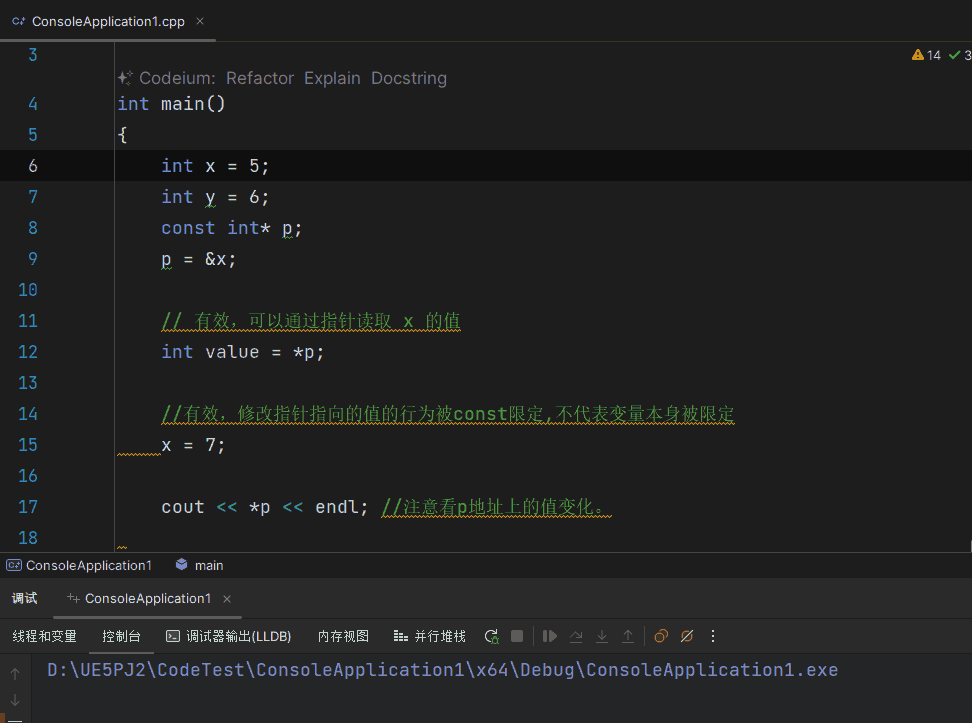 ConsoleApplication1.cpp
3
14 3
Codeium: Refactor Explain Docstring
4 int main()
5 {
6 int x = 5;
7 int y = 6;
8 const int* p;
9 p = &x;
10
11 // 有效，可以通过指针读取 x 的值
12 int value = *p;
13
14 //有效，修改指针指向的值的行为被const限定,不代表变量本身被限定
15 x = 7;
16
17 cout << *p << endl; //注意看p地址上的值变化。
18
ConsoleApplication1 main
调试 ConsoleApplication1
线程和变量 控制台 调试器输出(LLDB) 内存视图 并行堆栈
D:\UE5PJ2\CodeTest\ConsoleApplication1\x64\Debug\ConsoleApplication1.exe